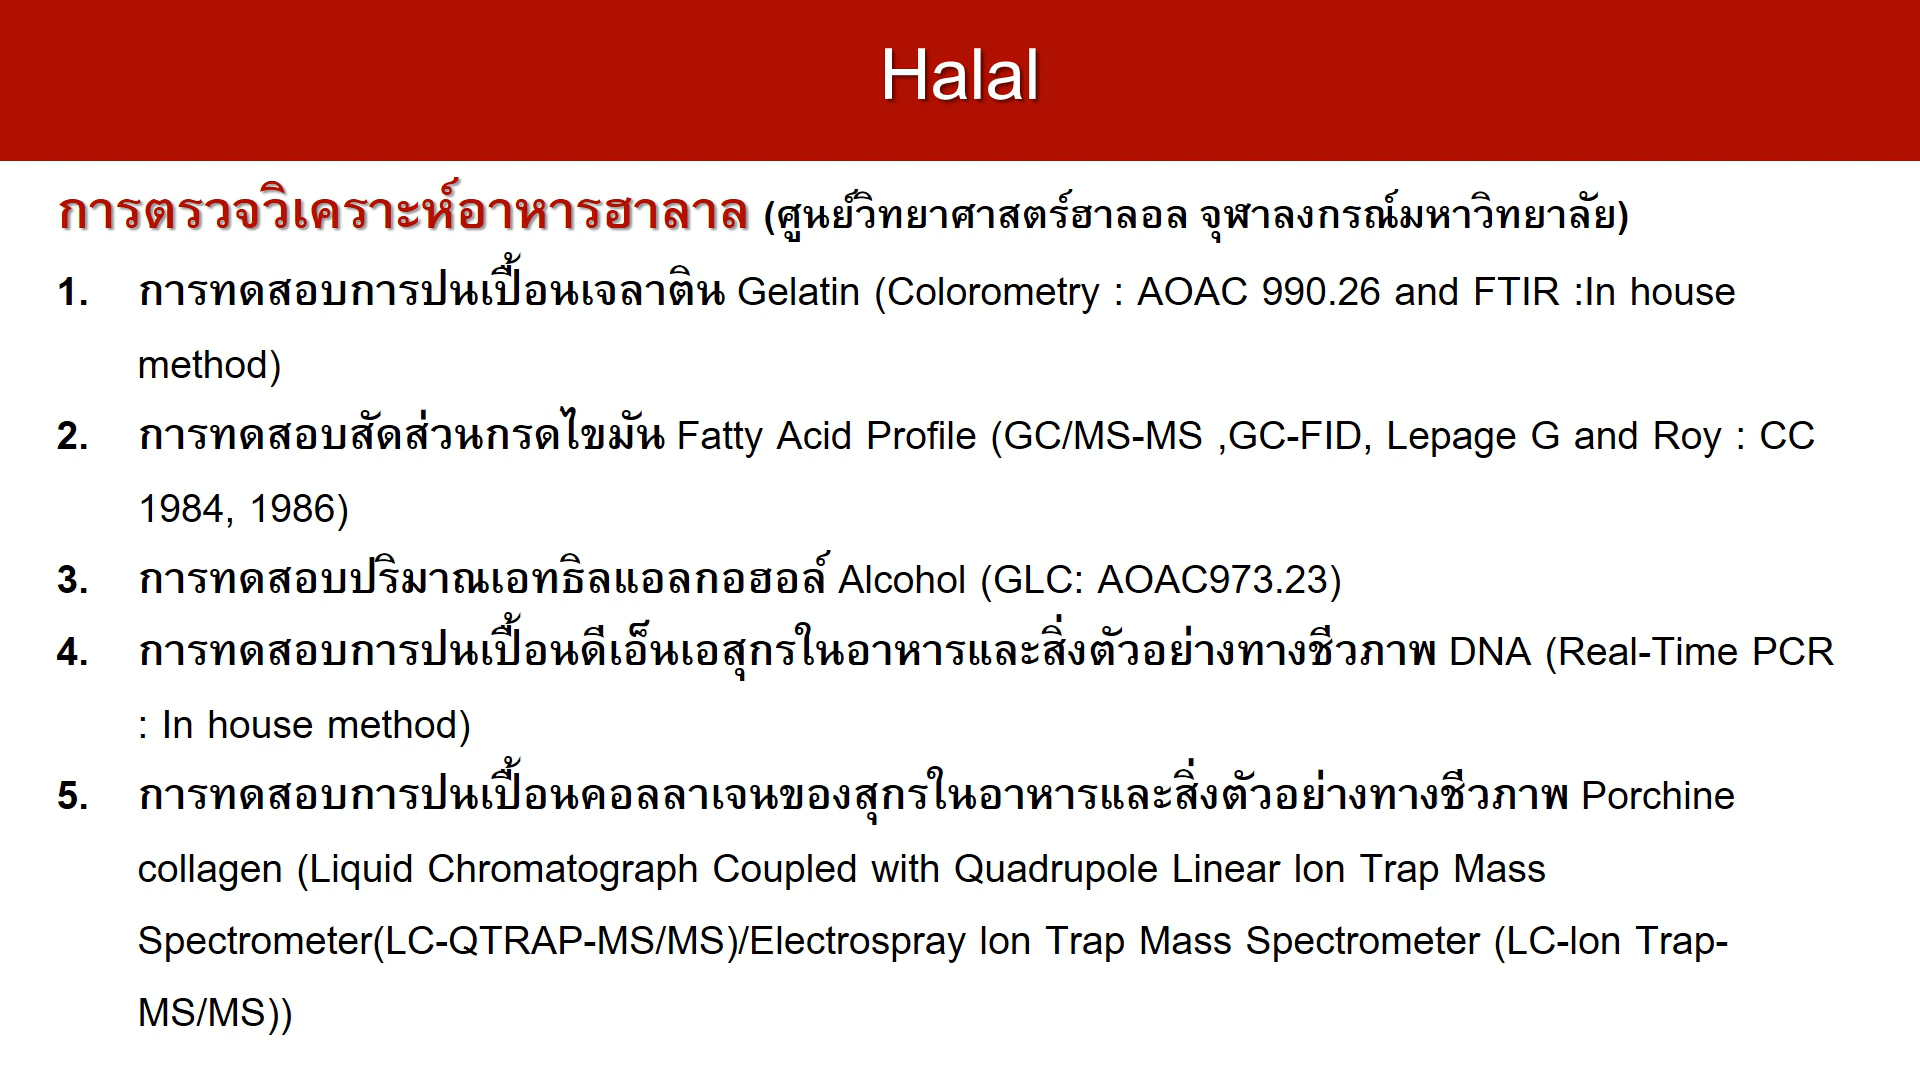 Halal
การตรวจวิเคราะห์อาหารฮาลาล (ศูนย์วิทยาศาสตร์ฮาลอล จุฬาลงกรณ์มหาวิทยาลัย)
1. การทดสอบการปนเปื้อนเจลาติน Gelatin (Colorometry : AOAC 990.26 and FTIR :In house
method)
2. การทดสอบสัดส่วนกรดไขมัน Fatty Acid Profile (GC/MS-MS ,GC-FID, Lepage G and Roy : CC
1984, 1986)
3. การทดสอบปริมาณเอทธิลแอลกอฮอล์ Alcohol (GLC: AOAC973.23)
4. การทดสอบการปนเปื้อนดีเอ็นเอสุกรในอาหารและสิ่งตัวอย่างทางชีวภาพ DNA (Real-Time PCR
: In house method)
5. การทดสอบการปนเปื้อนคอลลาเจนของสุกรในอาหารและสิ่งตัวอย่างทางชีวภาพ Porchine
collagen (Liquid Chromatograph Coupled with Quadrupole Linear lon Trap Mass
Spectrometer(LC-QTRAP-MS/MS)/Electrospray lon Trap Mass Spectrometer (LC-lon Trap-
MS/MS))